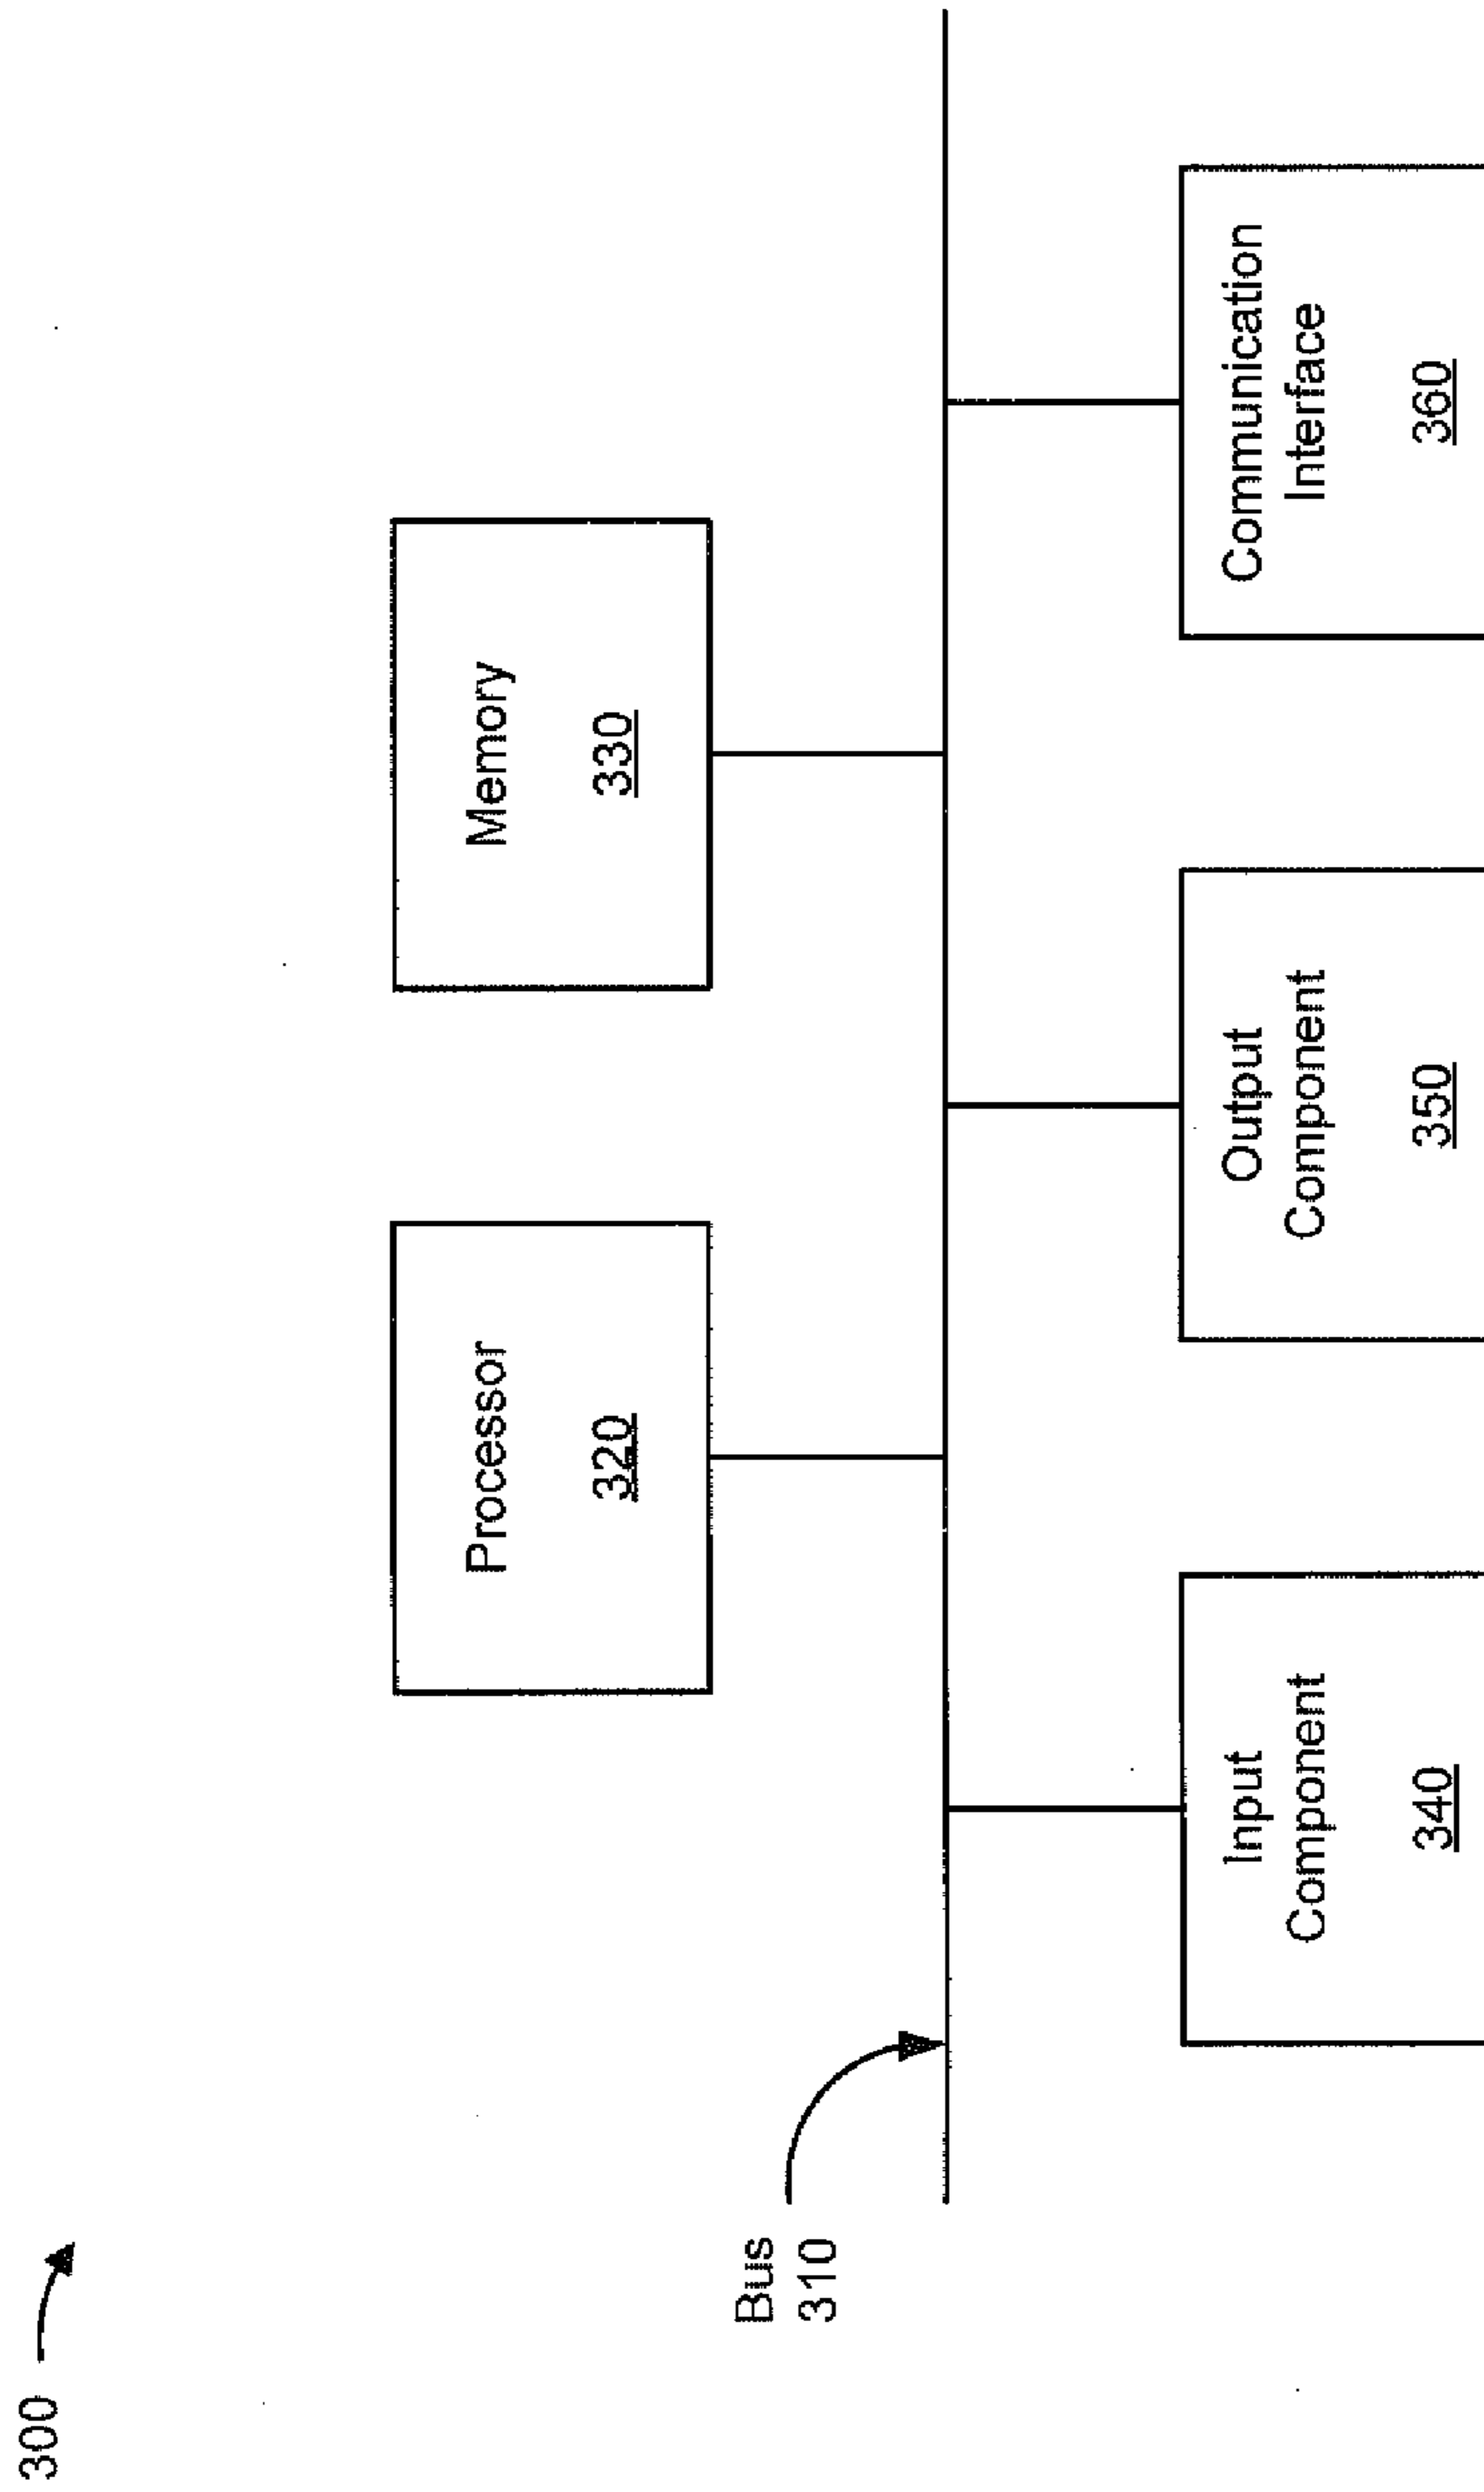 300
Processor
320
Memory
330
Bus
310
Input
Component
340
Output
Component
350
Communication
Interface
360